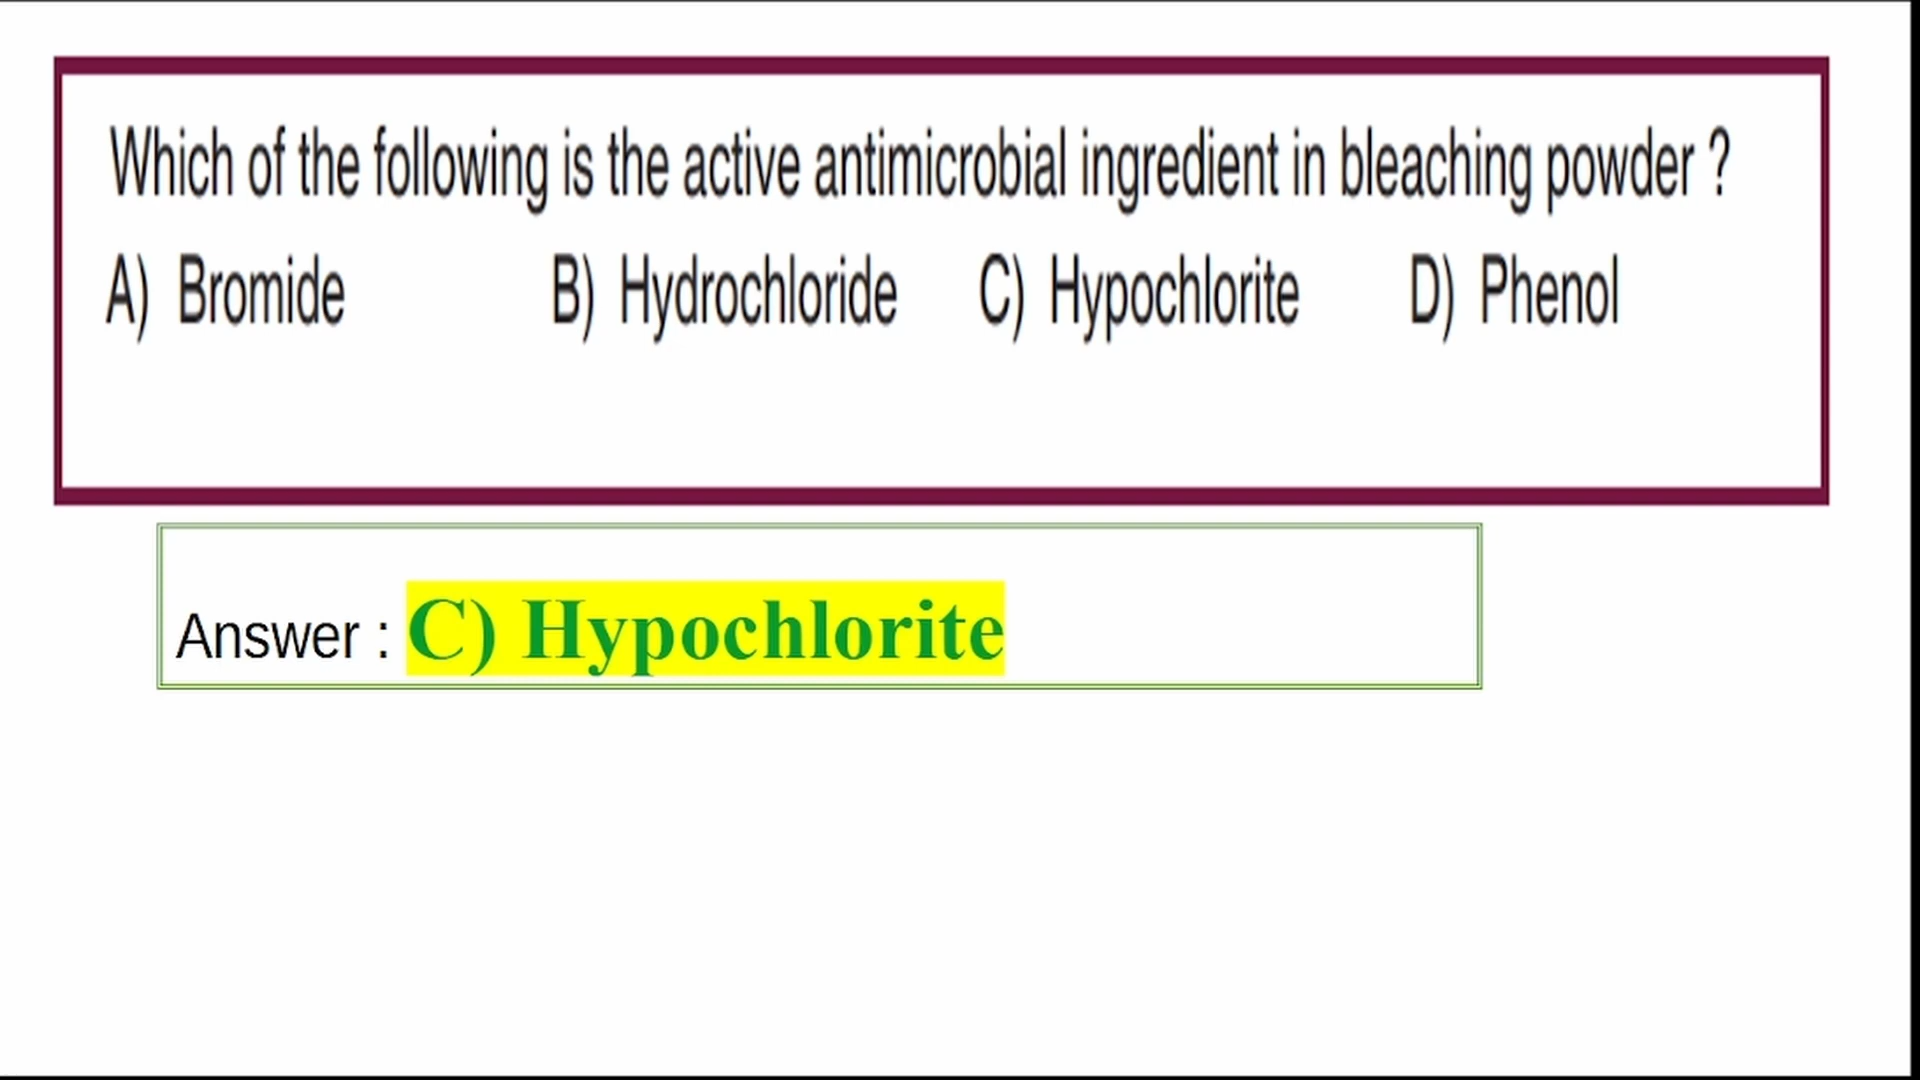 Which of the following is the active antimicrobial ingredient in bleaching powder ?
A) Bromide B) Hydrochloride C) Hypochlorite D) Phenol
Answer : C) Hypochlorite